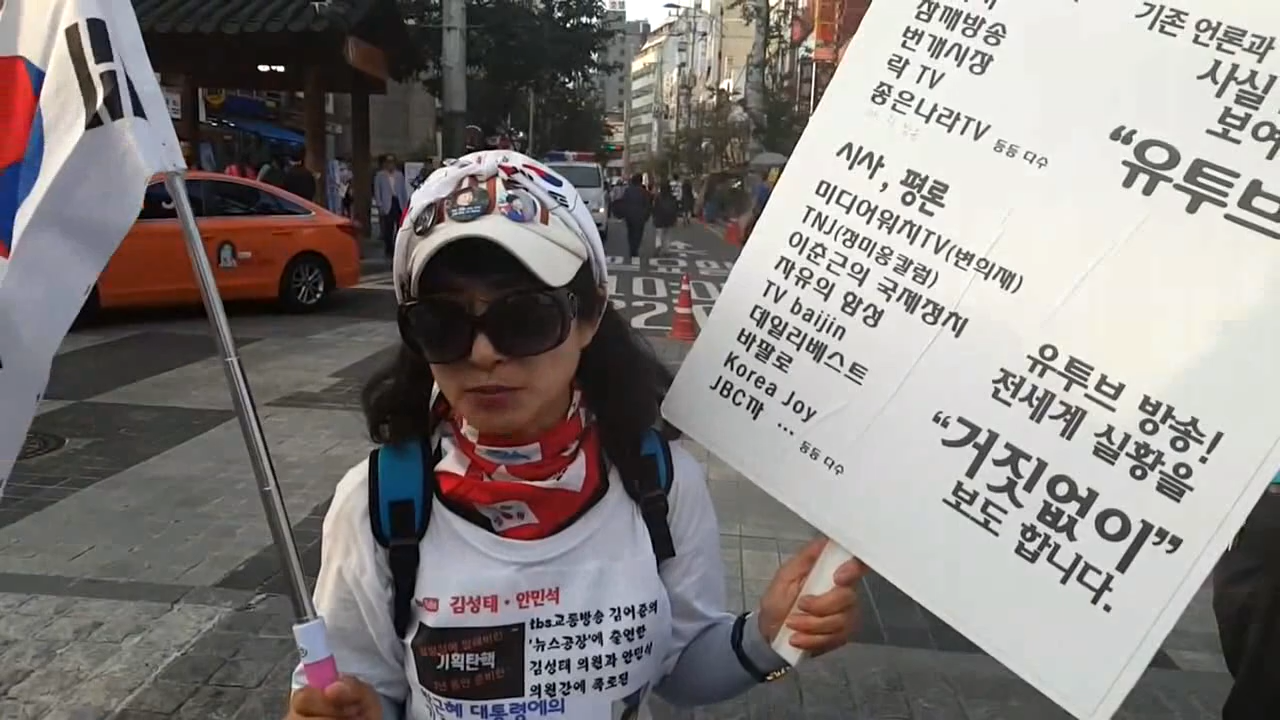 참깨방송
번개시장
락 TV
좋은나라TV 등등 다수
시사, 평론
미디어워치TV(변희재)
TNJ(정미홍칼럼)
이춘근의 국제정치
자유의 함성
TV baijin
데일리베스트
바팔로
Korea Joy
JBC까 ... 등등 다수
기존 언론과
사실
보여
“유투브
유투브 방송!
전세계 실황을
“거짓없이”
보도 합니다.
김성태·안민석
기획탄핵
tbs교통방송 김어준의
'뉴스공장'에 출연한
김성태 의원과 안민석
의원간에 폭로된
대통령에의